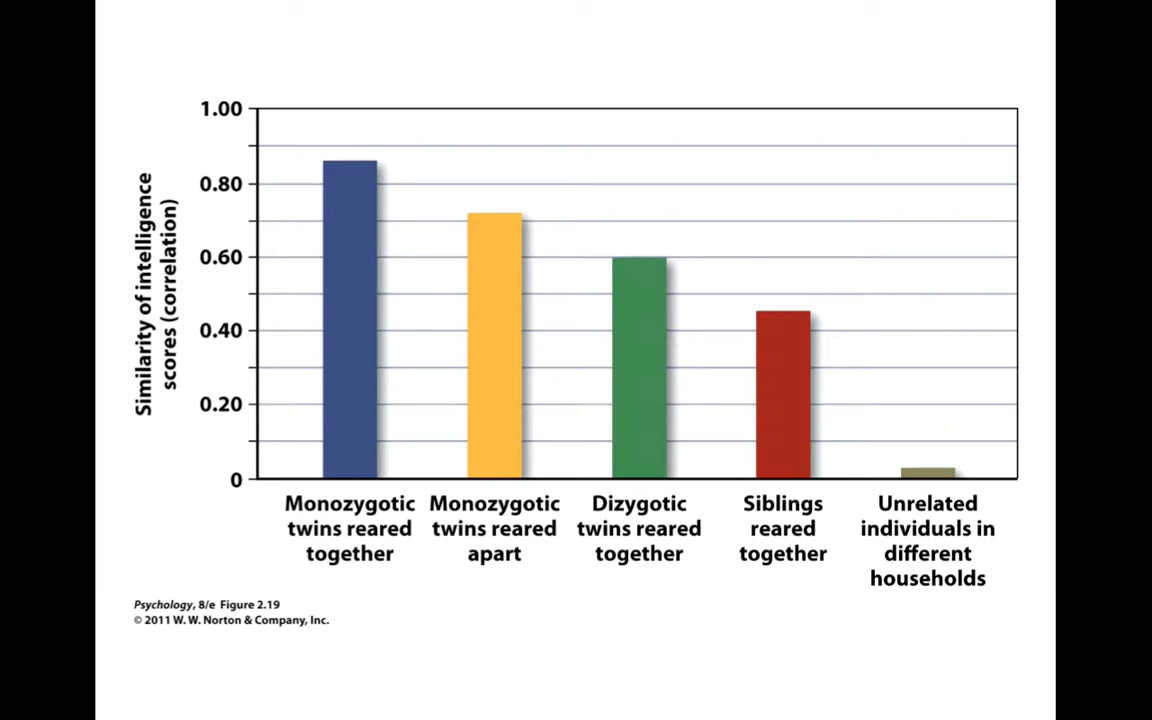 1.00
0.80
0.60
0.40
0.20
0
Similarity of intelligence
scores (correlation)
Monozygotic
twins reared
together
Monozygotic
twins reared
apart
Dizygotic
twins reared
together
Siblings
reared
together
Unrelated
individuals in
different
households
Psychology, 8/e Figure 2.19
© 2011 W. W. Norton & Company, Inc.